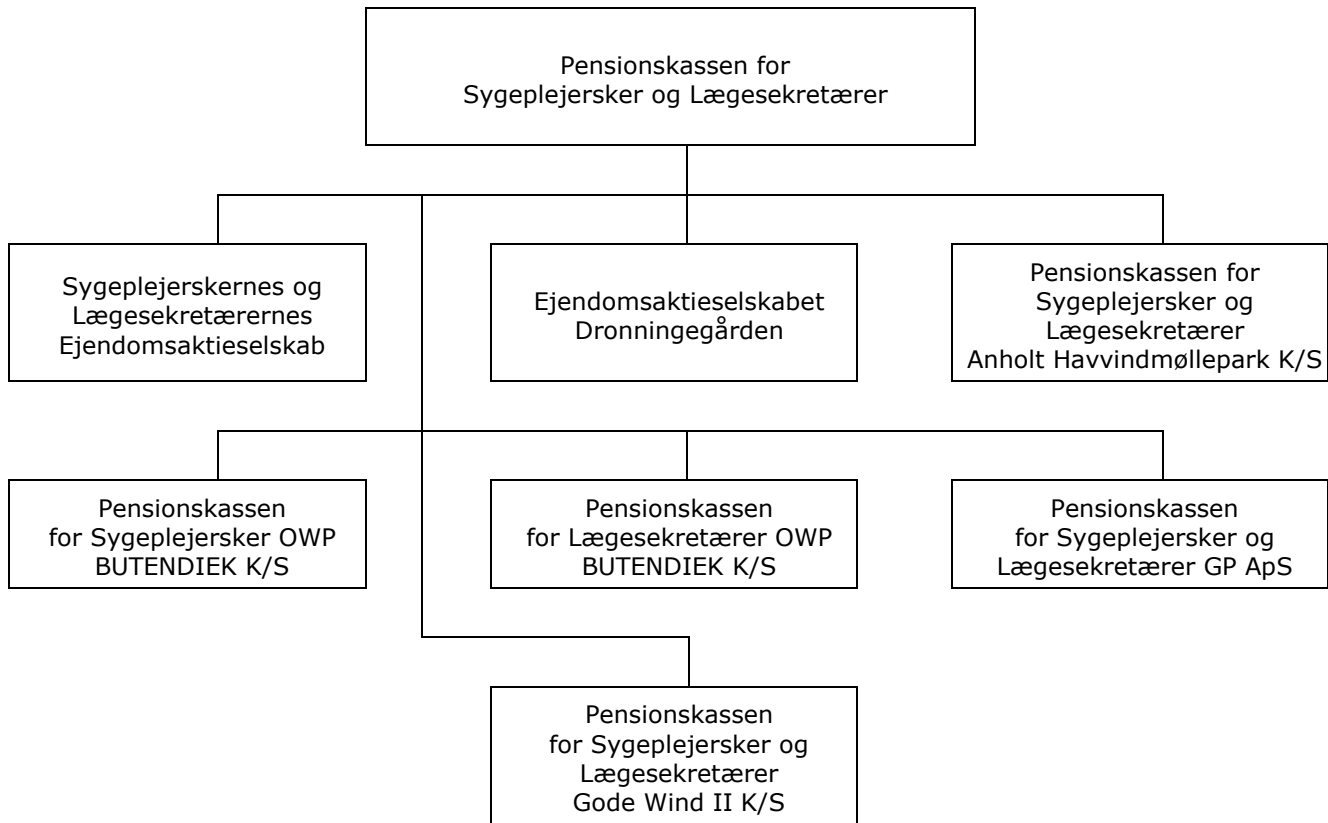 Pensionskassen for
Sygeplejersker og Lægesekretærer
Sygeplejerskernes og
Lægesekretærernes
Ejendomsaktieselskab
Ejendomsaktieselskabet
Dronningegården
Pensionskassen for
Sygeplejersker og
Lægesekretærer
Anholt Havvindmøllepark K/S
Pensionskassen
for Sygeplejersker OWP
BUTENDIEK K/S
Pensionskassen
for Lægesekretærer OWP
BUTENDIEK K/S
Pensionskassen
for Sygeplejersker og
Lægesekretærer GP ApS
Pensionskassen
for Sygeplejersker og
Lægesekretærer
Gode Wind II K/S